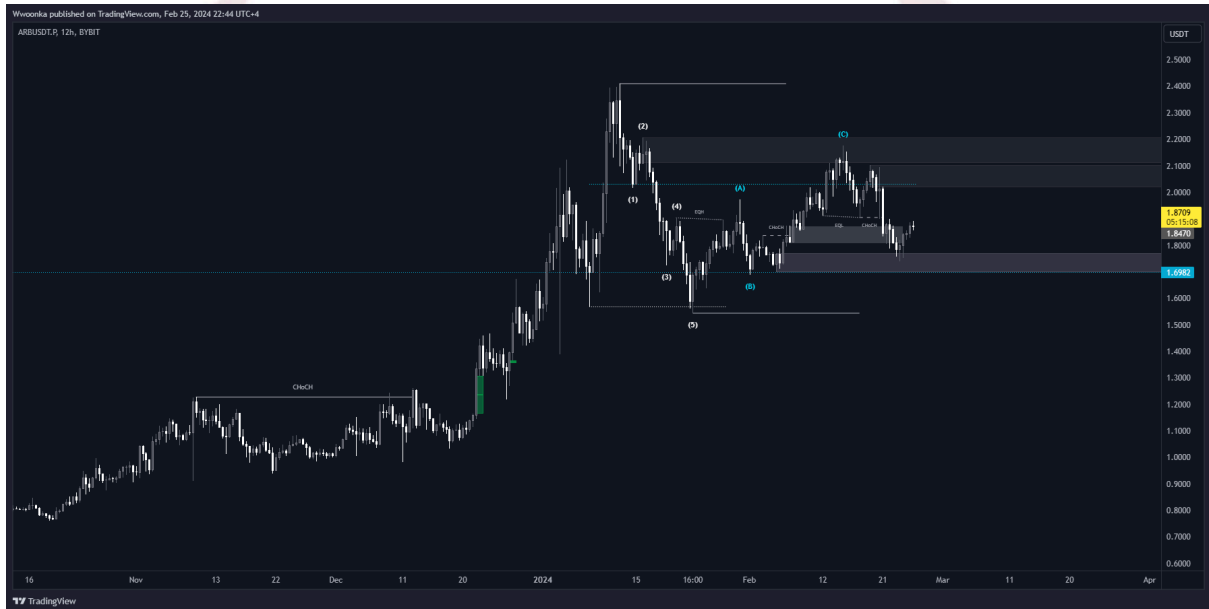 Wwoonka published on TradingView.com, Feb 25, 2024 22:44 UTC+4
ARBUSDT.P, 12h, BYBIT
USDT
2.5000
2.4000
2.3000
2.2000
2.1000
2.0000
1.8709
05:15:08
1.8470
1.8000
1.6982
1.6000
1.5000
1.4000
1.3000
1.2000
1.1000
1.0000
0.9000
0.8000
0.7000
0.6000
(2)
(C)
(A)
(1)
(4)
EQH
CHoCH
EQL
CHoCH
(3)
(B)
(5)
CHoCH
16
Nov
13
22
Dec
11
20
2024
15
16:00
Feb
12
21
Mar
11
20
Apr
TradingView